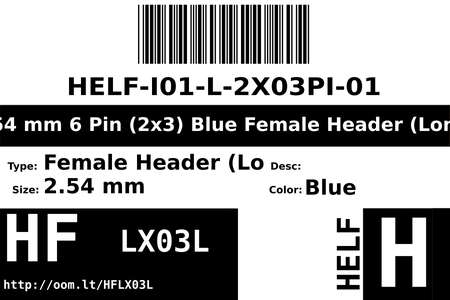 HELF-I01-L-2X03PI-01
54 mm 6 Pin (2x3) Blue Female Header (Lon
Type: Female Header (Lo Desc:
Size: 2.54 mm Color: Blue
HF LX03L HELF H
http://oom.lt/HFLX03L